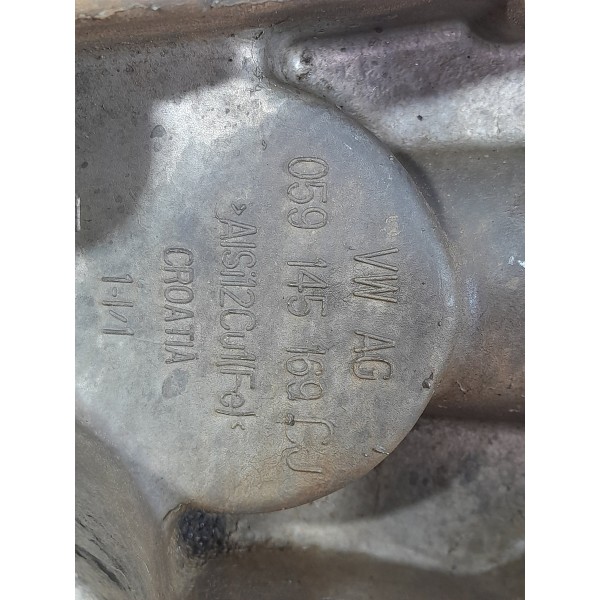 VW AG
059 145 169 CJ
>AlSi12Cu1(Fe)<
CROATIA